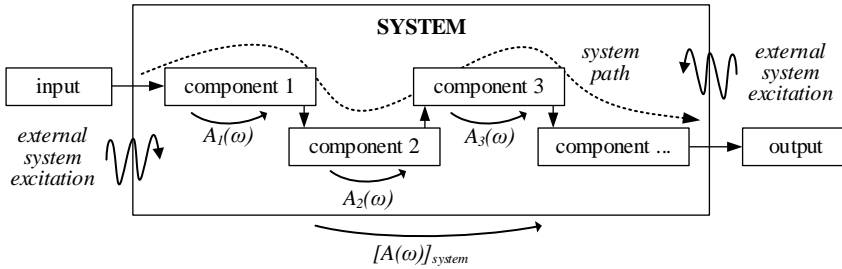 SYSTEM
input
component 1
A1(ω)
component 2
A2(ω)
component 3
A3(ω)
component ...
system
path
external
system
excitation
external
system
excitation
output
[A(ω)]system